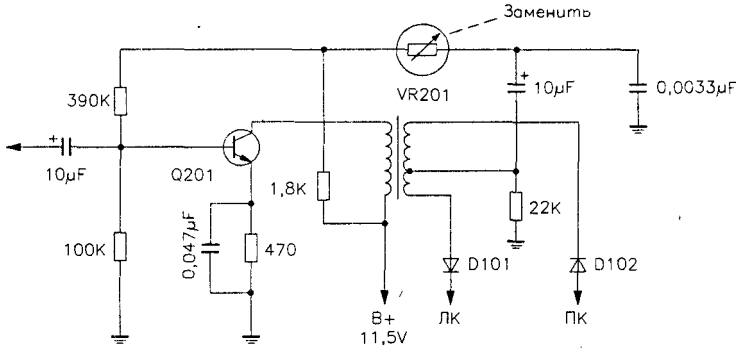 Заменить
390K
VR201
10µF
0,0033µF
10µF
Q201
1,8K
22K
100K
0,047µF
470
D101
D102
B+
11,5V
ЛК
ПК